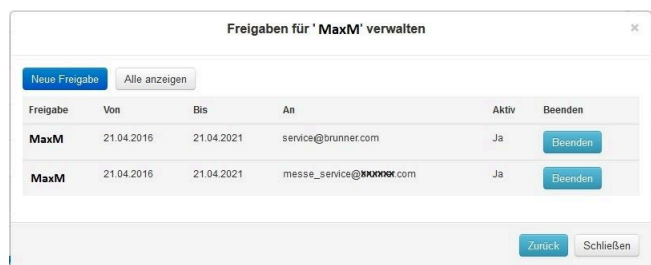 Freigaben für ' MaxM' verwalten ×
Neue Freigabe Alle anzeigen
Freigabe Von Bis An Aktiv Beenden
MaxM 21.04.2016 21.04.2021 service@brunner.com Ja Beenden
MaxM 21.04.2016 21.04.2021 messe_service@xxxxxx.com Ja Beenden
Zurück Schließen